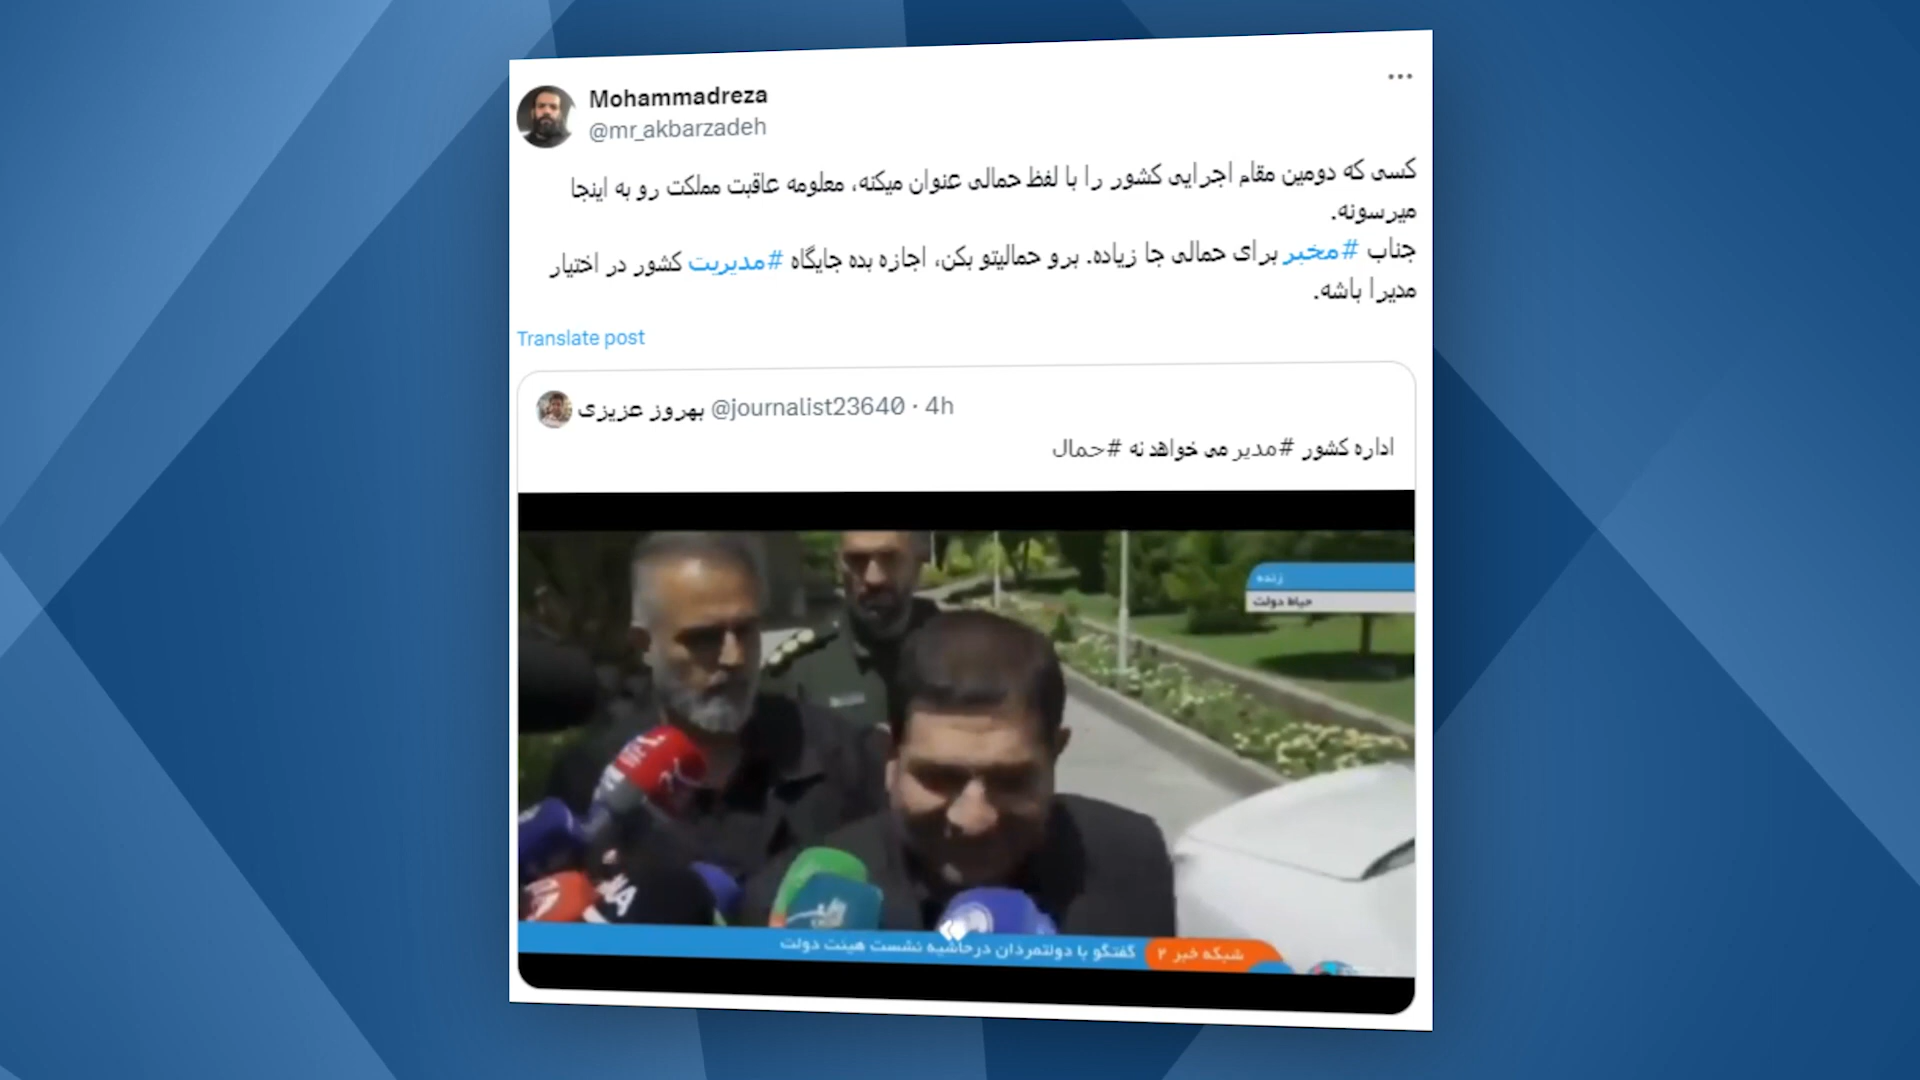 Mohammadreza
@mr_akbarzadeh
کسی که دومین مقام اجرایی کشور را با لفظ حمالی عنوان میکنه، معلومه عاقبت مملکت رو به اینجا
میرسونه.
جناب #مخبر برای حمالی جا زیاده. برو حمالیتو بکن، اجازه بده جایگاه #مدیریت کشور در اختیار
مدیرا باشه.
Translate post
بهروز عزیزی @journalist23640 · 4h
اداره کشور #مدیر می خواهد نه #حمال
زنده
حیاط دولت
شبکه خبر ۲ گفتگو با دولتمردان درحاشیه نشست هیئت دولت